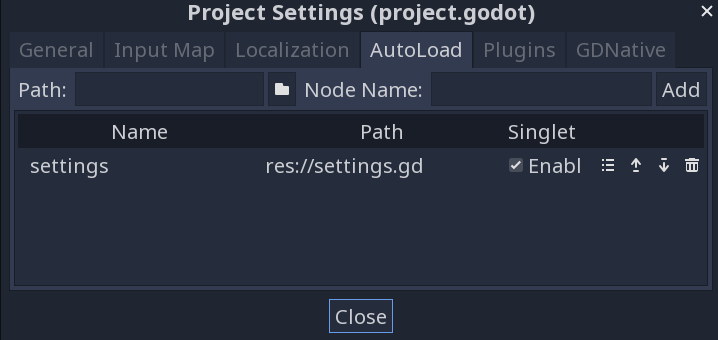 Project Settings (project.godot)
General Input Map Localization AutoLoad Plugins GDNative
Path: Node Name: Add
Name Path Singlet
settings res://settings.gd Enabl
Close